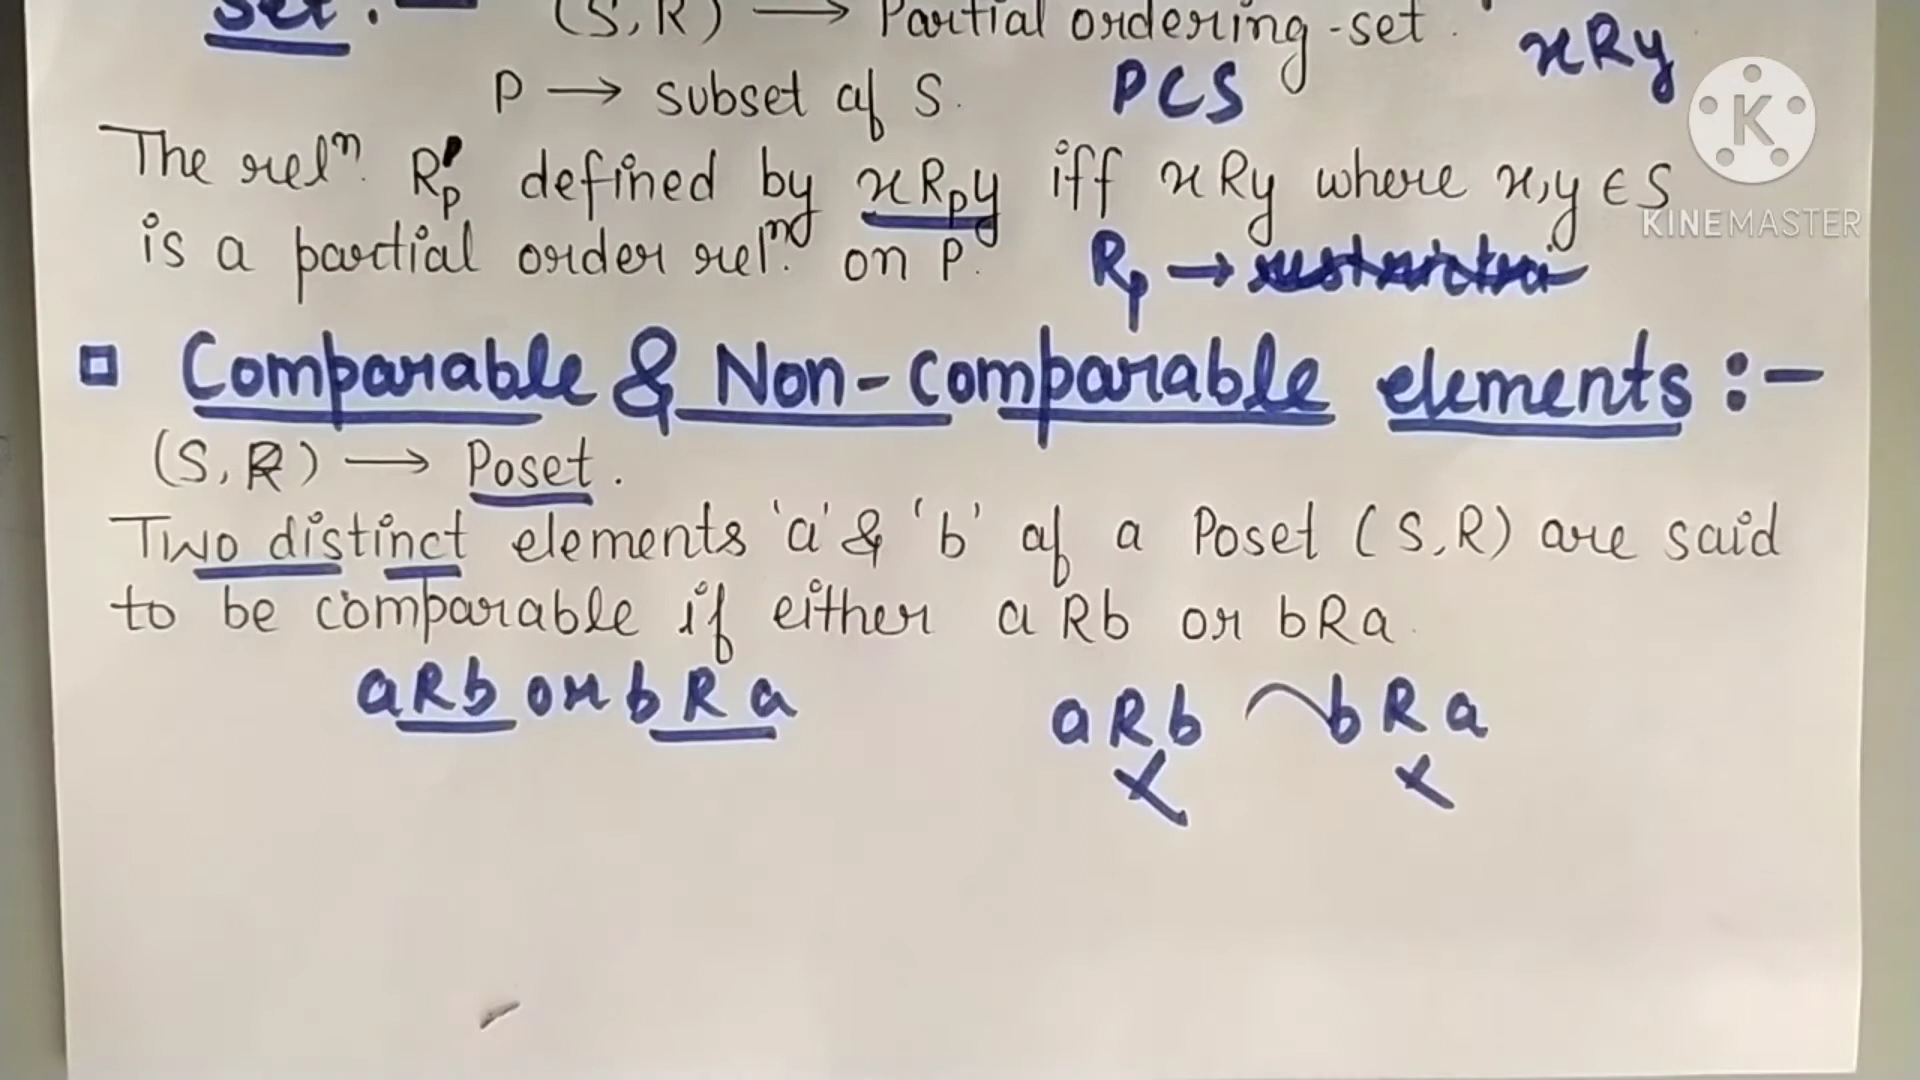 Set :- (S, R) → Partial ordering-set.
xRy
P → subset of S. PCS
The relⁿ. R'p defined by xRpy iff xRy where x,y ∈ S
is a partial order relⁿ. on P. Rp →
Comparable & Non-Comparable elements :-
(S, R) → Poset.
Two distinct elements 'a' & 'b' of a Poset (S, R) are said
to be comparable if either aRb or bRa.
aRb or bRa aRb bRa
x x
K
KINEMASTER